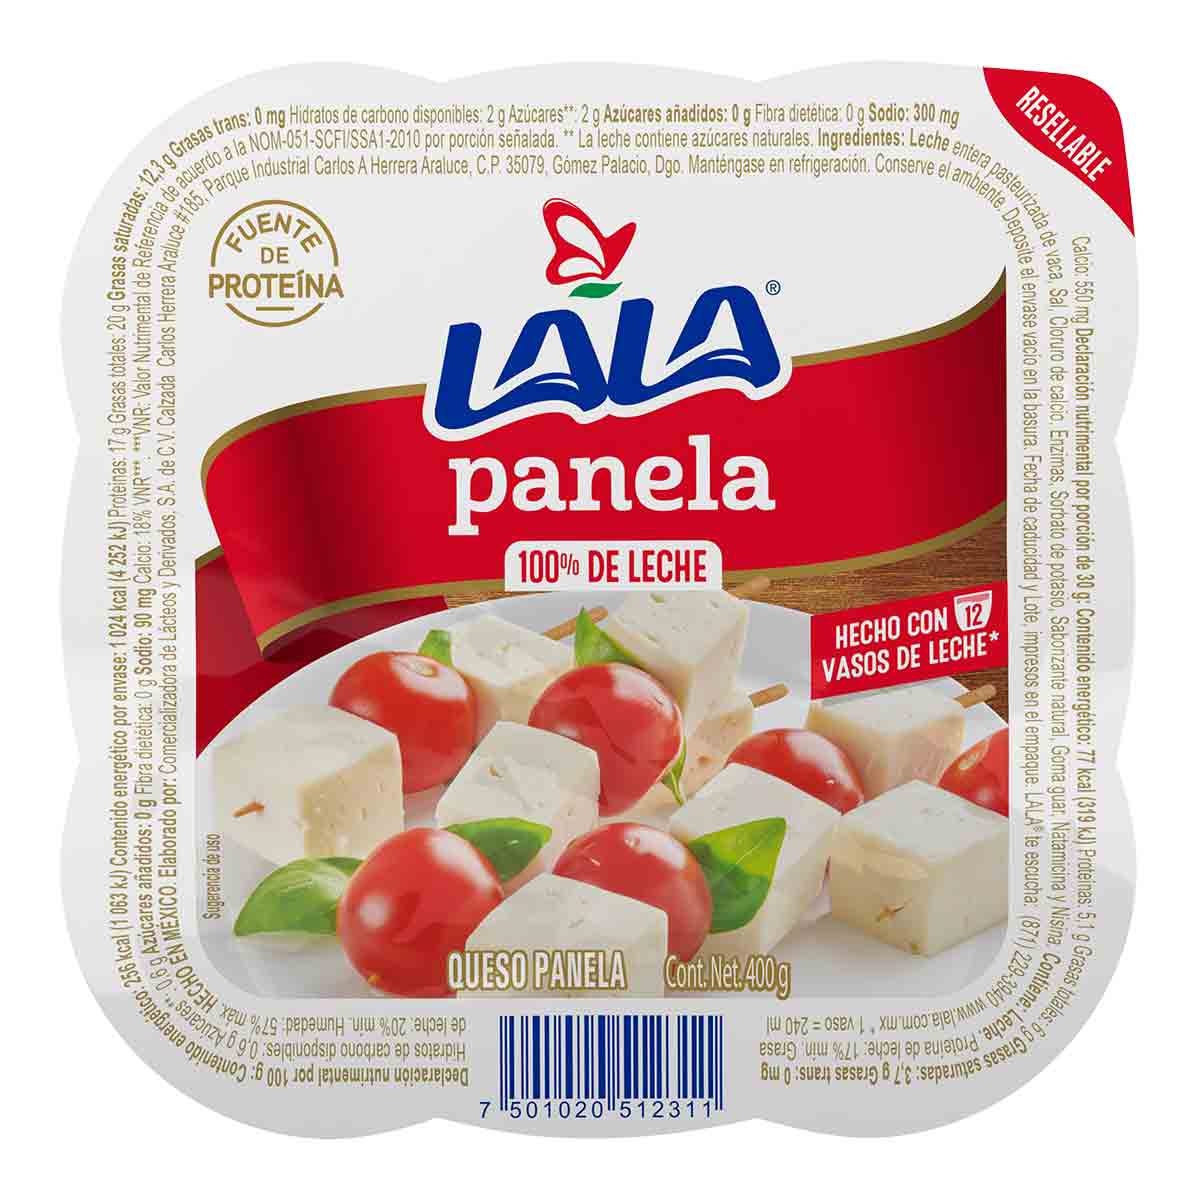 Grasas trans: 0 mg Hidratos de carbono disponibles: 2 g Azúcares**: 2 g Azúcares añadidos: 0 g Fibra dietética: 0 g Sodio: 300 mg
acuerdo a la NOM-051-SCFI/SSA1-2010 por porción señalada. ** La leche contiene azúcares naturales. Ingredientes: Leche entera pasteurizada de vaca, Sal, Cloruro de calcio, Enzimas, Sorbato de potasio, Saborizante natural, Goma guar, Natamicina y Nisina. Contiene: Leche.
#185, Parque Industrial Carlos A Herrera Araluce, C.P. 35079, Gómez Palacio, Dgo. Manténgase en refrigeración. Conserve el ambiente. Deposite el envase vacío en la basura. Fecha de caducidad y Lote, impresos en el empaque. LALA® te escucha: (871) 229-3940 www.lala.com.mx * 1 vaso = 240 ml
RESELLABLE
FUENTE
DE
PROTEÍNA
LALA®
panela
100% DE LECHE
HECHO CON 12
VASOS DE LECHE*
Calcio: 550 mg Declaración nutrimental por porción de 30 g: Contenido energético: 77 kcal (319 kJ) Proteínas: 5,1 g Grasas totales: 6 g Grasas saturadas: 3,7 g Grasas trans: 0 mg
Proteína de leche: 17% min. Grasa
de leche: 20% min. Humedad: 57% máx. HECHO EN MÉXICO. Elaborado por: Comercializadora de Lácteos y Derivados, S.A. de C.V. Calzada Carlos Herrera Araluce
Hidratos de carbono disponibles: 0,6 g Azúcares**: 0,6 g Azúcares añadidos: 0 g Fibra dietética: 0 g Sodio: 90 mg Calcio: 18% VNR***. ***VNR: Valor Nutrimental de Referencia de
Declaración nutrimental por 100 g: Contenido energético: 256 kcal (1 063 kJ) Contenido energético por envase: 1 024 kcal (4 252 kJ) Proteínas: 17 g Grasas totales: 20 g Grasas saturadas: 12,3 g
Sugerencia de uso
QUESO PANELA Cont. Net. 400 g
7 501020 512311